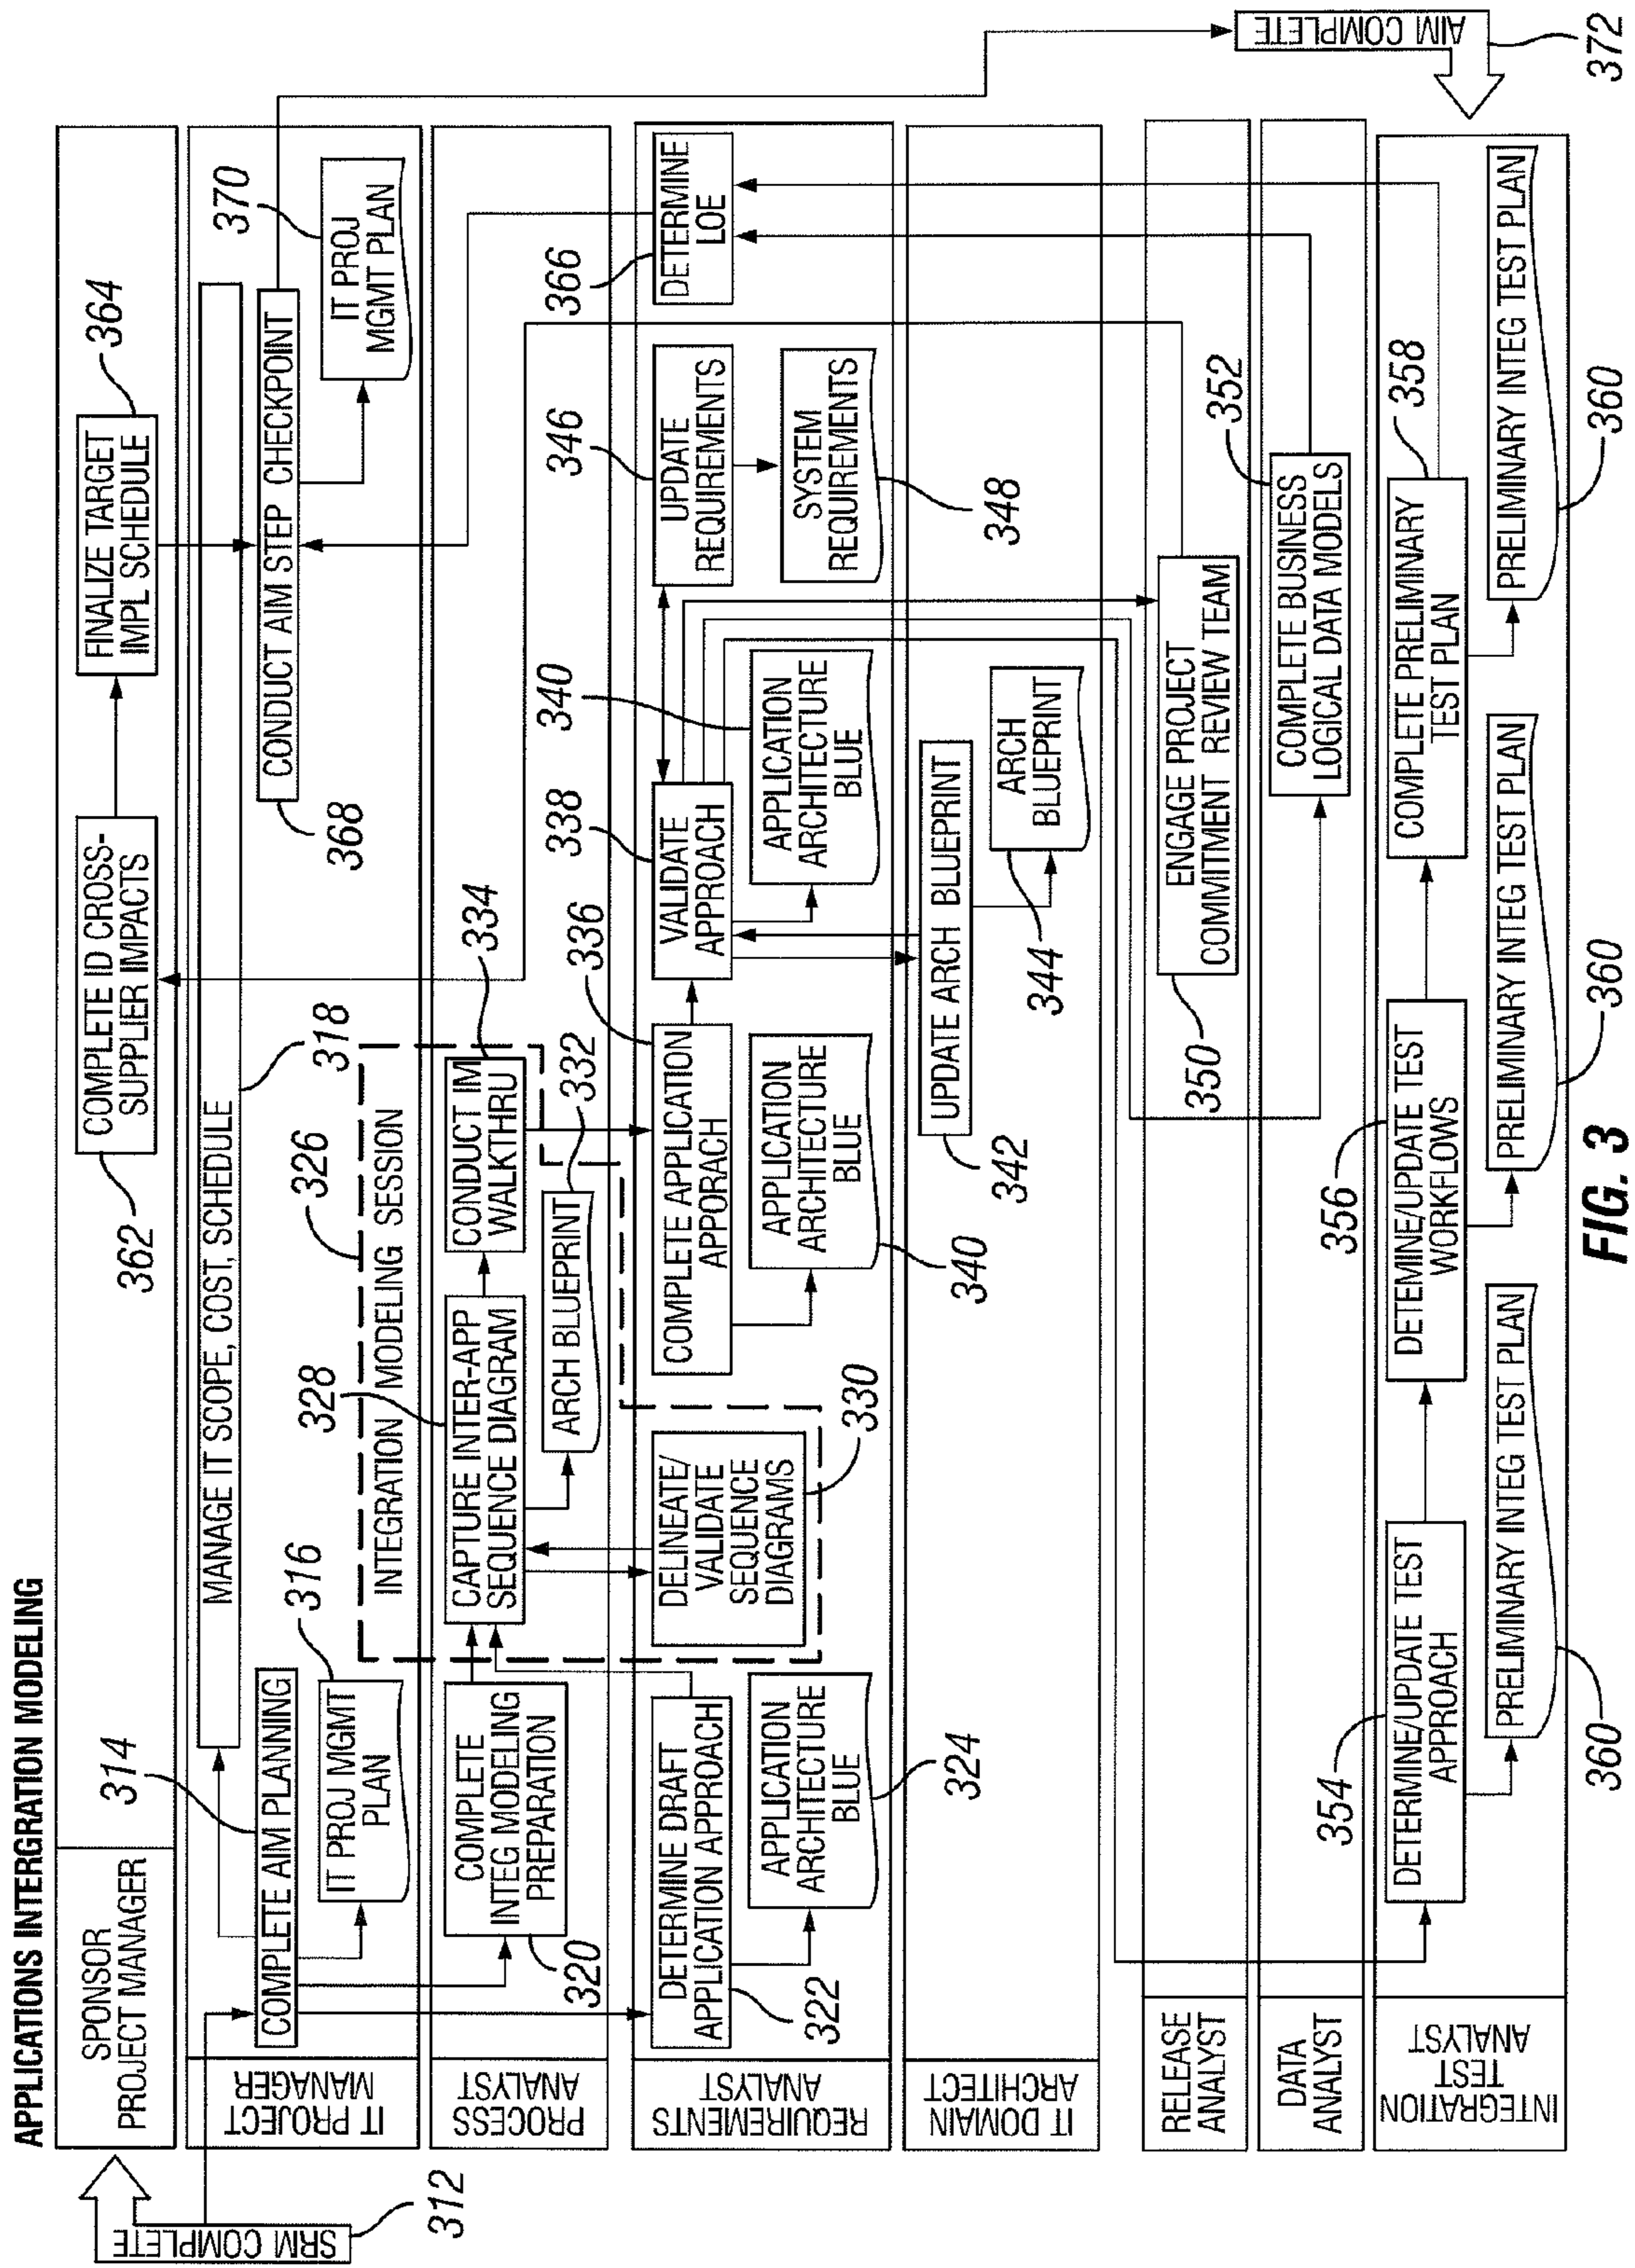 APPLICATIONS INTERGRATION MODELING
SRM COMPLETE
312
SPONSOR
PROJECT MANAGER
COMPLETE ID CROSS-
SUPPLIER IMPACTS
362
FINALIZE TARGET
IMPL SCHEDULE
364
IT PROJECT
MANAGER
MANAGE IT SCOPE, COST, SCHEDULE
318
314
COMPLETE AIM PLANNING
IT PROJ MGMT
PLAN
316
CONDUCT AIM STEP CHECKPOINT
368
IT PROJ
MGMT PLAN
370
PROCESS
ANALYST
COMPLETE
INTEG MODELING
PREPARATION
320
326
INTEGRATION MODELING SESSION
328
CAPTURE INTER-APP
SEQUENCE DIAGRAM
ARCH BLUEPRINT
332
CONDUCT IM
WALKTHRU
334
REQUIREMENTS
ANALYST
DETERMINE DRAFT
APPLICATION APPROACH
322
APPLICATION
ARCHITECTURE
BLUE
324
DELINEATE/
VALIDATE
SEQUENCE
DIAGRAMS
330
COMPLETE APPLICATION
APPORACH
336
APPLICATION
ARCHITECTURE
BLUE
340
VALIDATE
APPROACH
338
APPLICATION
ARCHITECTURE
BLUE
340
UPDATE
REQUIREMENTS
346
SYSTEM
REQUIREMENTS
348
DETERMINE
LOE
366
IT DOMAIN
ARCHITECT
UPDATE ARCH BLUEPRINT
342
ARCH
BLUEPRINT
344
RELEASE
ANALYST
ENGAGE PROJECT
COMMITMENT REVIEW TEAM
350
DATA
ANALYST
COMPLETE BUSINESS
LOGICAL DATA MODELS
352
INTEGRATION
TEST
ANALYST
DETERMINE/UPDATE TEST
APPROACH
354
PRELIMINARY INTEG TEST PLAN
360
DETEMINE/UPDATE TEST
WORKFLOWS
356
PRELIMINARY INTEG TEST PLAN
360
COMPLETE PRELIMINARY
TEST PLAN
358
PRELIMINARY INTEG TEST PLAN
360
AIM COMPLETE
372
FIG. 3